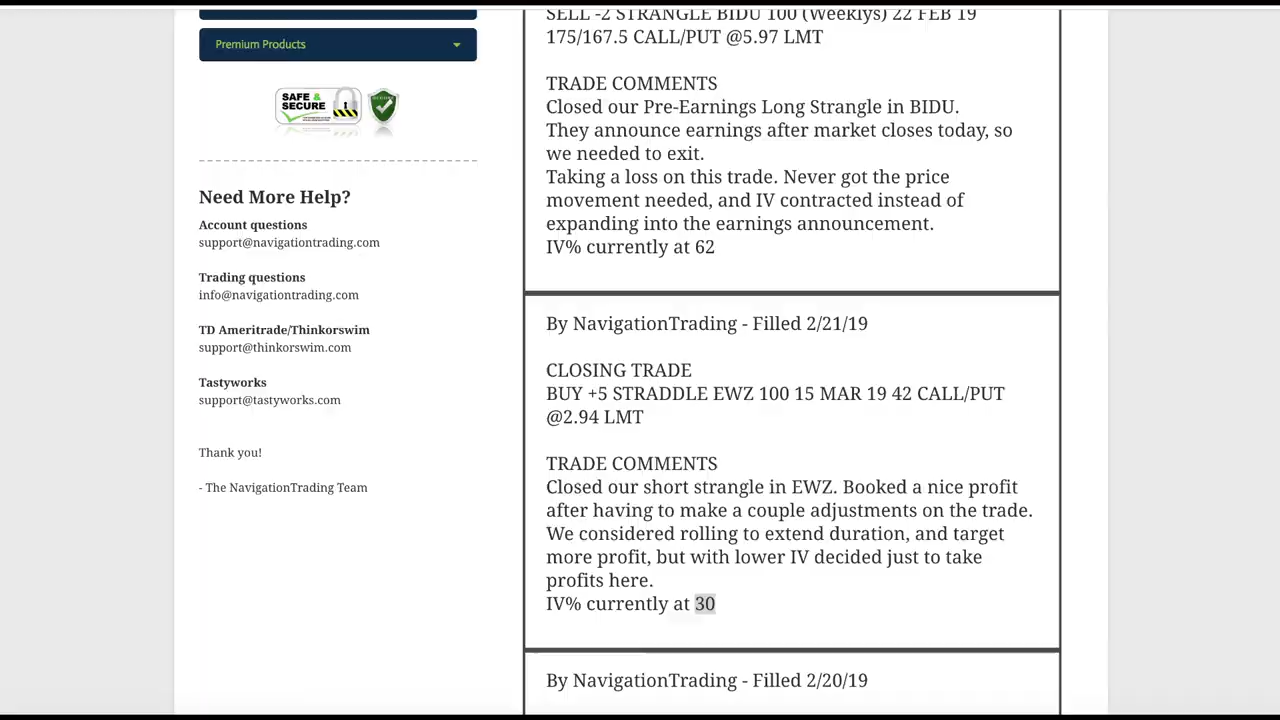 Premium Products
SAFE &
SECURE
Need More Help?
Account questions
support@navigationtrading.com
Trading questions
info@navigationtrading.com
TD Ameritrade/Thinkorswim
support@thinkorswim.com
Tastyworks
support@tastyworks.com
Thank you!
- The NavigationTrading Team
SELL -2 STRANGLE BIDU 100 (Weeklys) 22 FEB 19
175/167.5 CALL/PUT @5.97 LMT
TRADE COMMENTS
Closed our Pre-Earnings Long Strangle in BIDU.
They announce earnings after market closes today, so
we needed to exit.
Taking a loss on this trade. Never got the price
movement needed, and IV contracted instead of
expanding into the earnings announcement.
IV% currently at 62
By NavigationTrading - Filled 2/21/19
CLOSING TRADE
BUY +5 STRADDLE EWZ 100 15 MAR 19 42 CALL/PUT
@2.94 LMT
TRADE COMMENTS
Closed our short strangle in EWZ. Booked a nice profit
after having to make a couple adjustments on the trade.
We considered rolling to extend duration, and target
more profit, but with lower IV decided just to take
profits here.
IV% currently at 30
By NavigationTrading - Filled 2/20/19